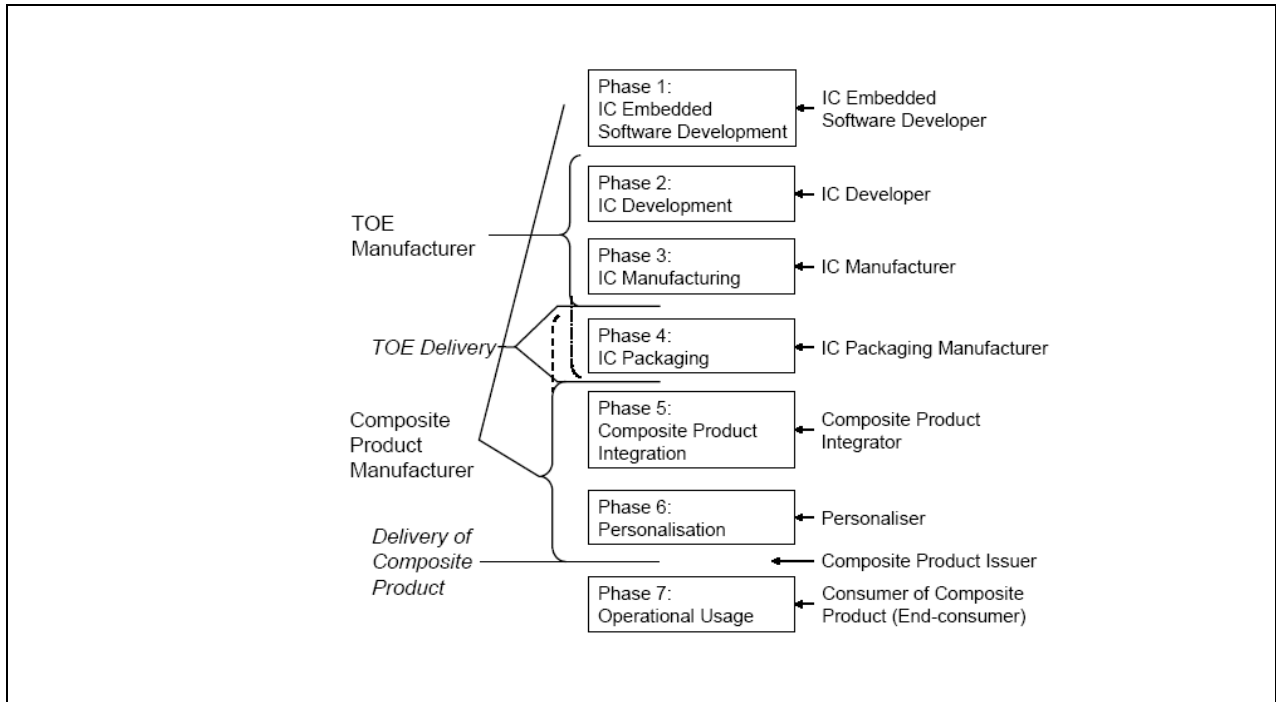 Phase 1:
IC Embedded
Software Development
IC Embedded
Software Developer
Phase 2:
IC Development
IC Developer
TOE
Manufacturer
Phase 3:
IC Manufacturing
IC Manufacturer
TOE Delivery
Phase 4:
IC Packaging
IC Packaging Manufacturer
Composite
Product
Manufacturer
Phase 5:
Composite Product
Integration
Composite Product
Integrator
Phase 6:
Personalisation
Personaliser
Delivery of
Composite
Product
Composite Product Issuer
Phase 7:
Operational Usage
Consumer of Composite
Product (End-consumer)